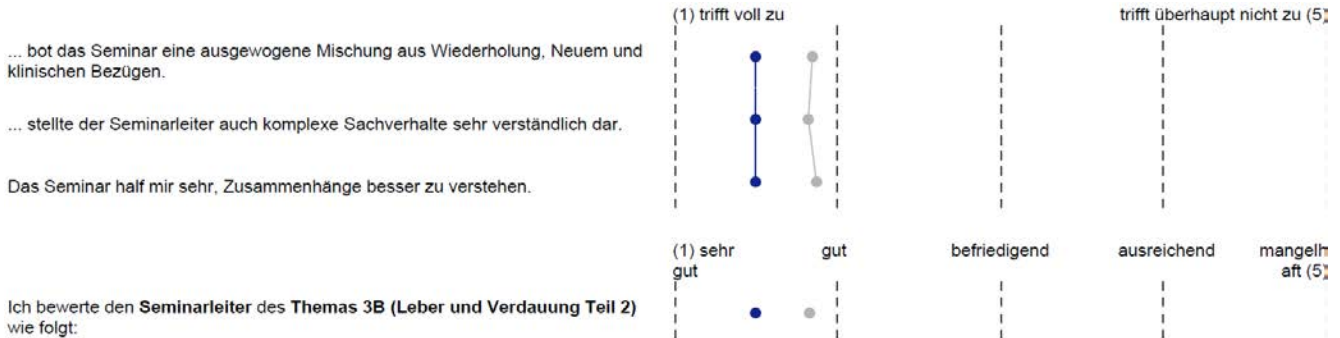 (1) trifft voll zu
trifft überhaupt nicht zu (5)
... bot das Seminar eine ausgewogene Mischung aus Wiederholung, Neuem und
klinischen Bezügen.
... stellte der Seminarleiter auch komplexe Sachverhalte sehr verständlich dar.
Das Seminar half mir sehr, Zusammenhänge besser zu verstehen.
(1) sehr
gut
gut
befriedigend
ausreichend
mangelh
aft (5)
Ich bewerte den Seminarleiter des Themas 3B (Leber und Verdauung Teil 2)
wie folgt: